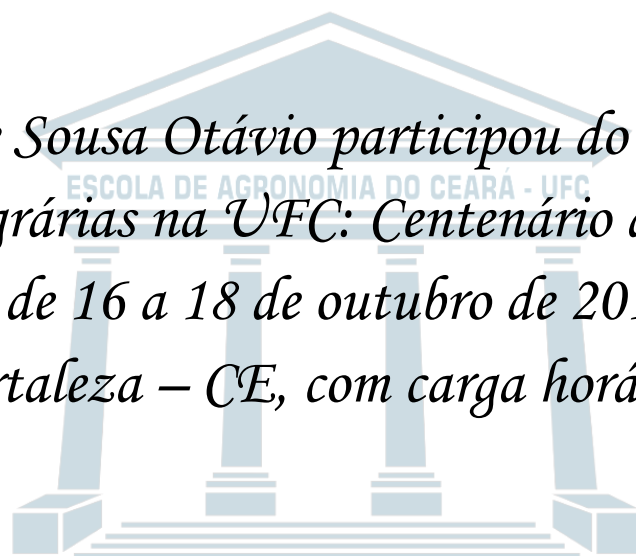 Sousa Otávio participou do
ESCOLA DE AGRONOMIA DO CEARÁ - UFC
grárias na UFC: Centenário
de 16 a 18 de outubro de 201
rtaleza – CE, com carga horá